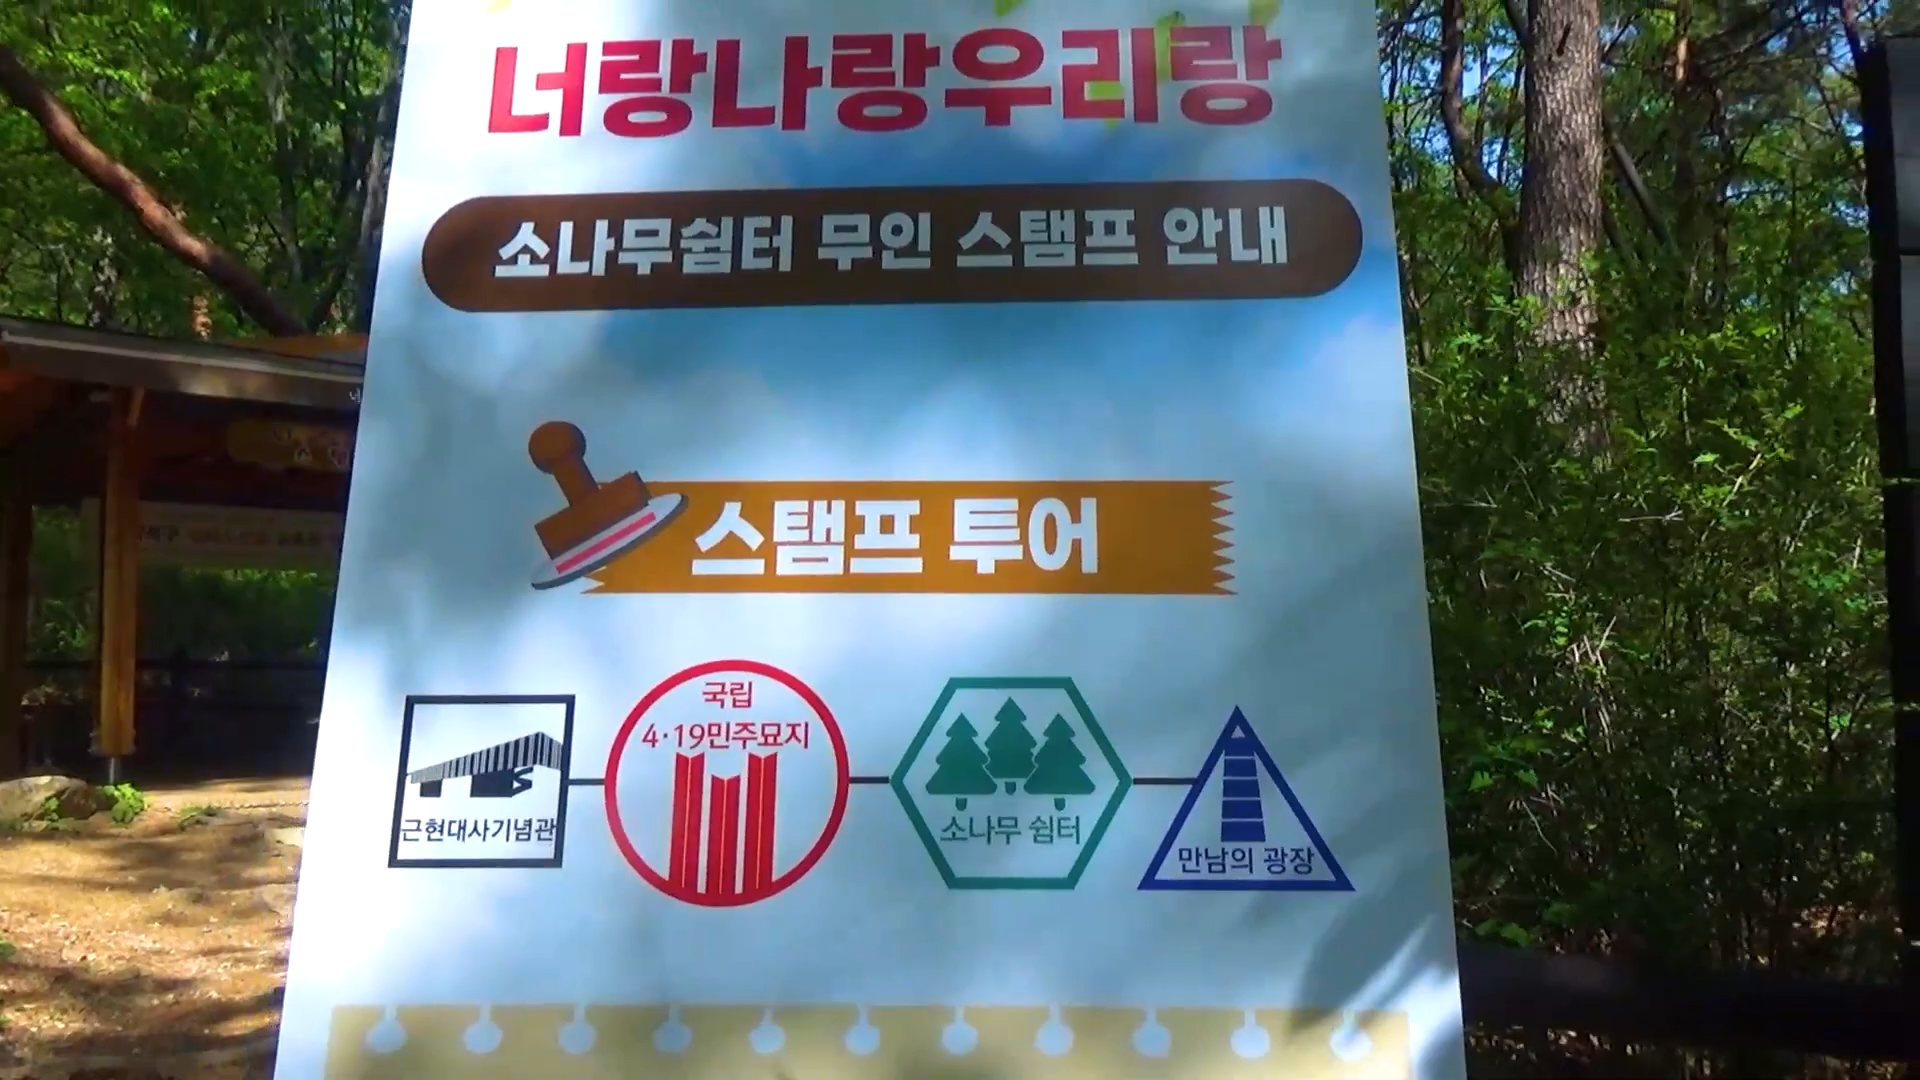 너랑나랑우리랑
소나무쉼터 무인 스탬프 안내
스탬프 투어
근현대사기념관
국립
4·19민주묘지
소나무 쉼터
만남의 광장